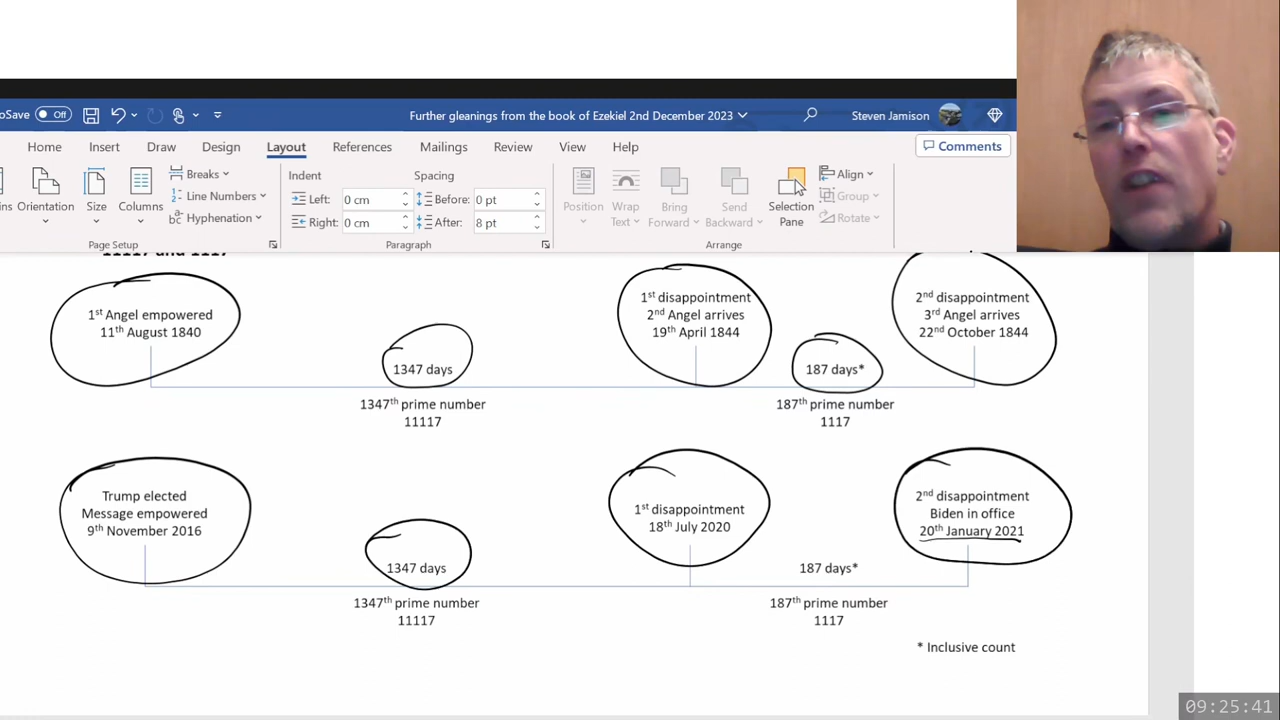 oSave Off
Further gleanings from the book of Ezekiel 2nd December 2023
Steven Jamison
Home Insert Draw Design Layout References Mailings Review View Help
Comments
Breaks
Line Numbers
Hyphenation
Orientation
Size
Columns
Page Setup
Indent
Left: 0 cm
Right: 0 cm
Spacing
Before: 0 pt
After: 8 pt
Paragraph
Position
Wrap
Text
Bring
Forward
Send
Backward
Selection
Pane
Align
Group
Rotate
Arrange
11117 and 1117
1st Angel empowered
11th August 1840
1347 days
1347th prime number
11117
1st disappointment
2nd Angel arrives
19th April 1844
187 days*
187th prime number
1117
2nd disappointment
3rd Angel arrives
22nd October 1844
Trump elected
Message empowered
9th November 2016
1347 days
1347th prime number
11117
1st disappointment
18th July 2020
187 days*
187th prime number
1117
2nd disappointment
Biden in office
20th January 2021
* Inclusive count
09:25:41